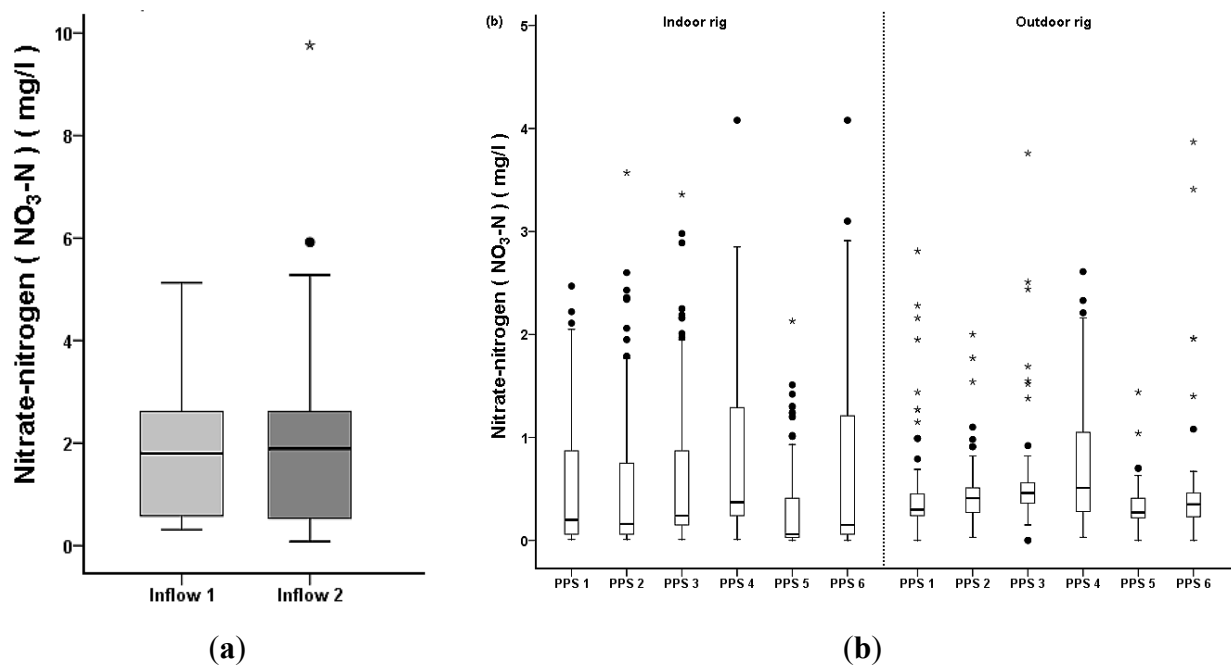 Nitrate-nitrogen ( NO₃-N) ( mg/l )
10
8
6
4
2
0
Inflow 1
Inflow 2
(a)
(b)
Indoor rig
Outdoor rig
Nitrate-nitrogen ( NO₃-N ) ( mg/l )
5
4
3
2
1
0
PPS 1
PPS 2
PPS 3
PPS 4
PPS 5
PPS 6
PPS 1
PPS 2
PPS 3
PPS 4
PPS 5
PPS 6
(b)